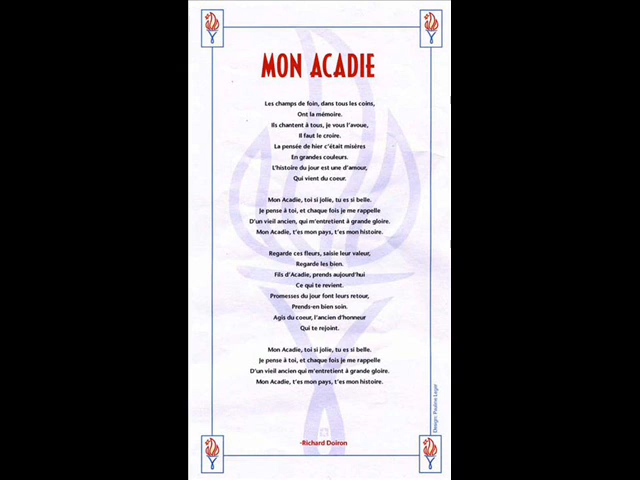 MON ACADIE
Les champs de foin, dans tous les coins,
Ont la mémoire.
Ils chantent à tous, je vous l'avoue,
Il faut le croire.
La pensée de hier c'était misères
En grandes couleurs.
L'histoire du jour est une d'amour,
Qui vient du coeur.
Mon Acadie, toi si jolie, tu es si belle.
Je pense à toi, et chaque fois je me rappelle
D'un vieil ancien, qui m'entretient à grande gloire.
Mon Acadie, t'es mon pays, t'es mon histoire.
Regarde ces fleurs, saisie leur valeur,
Regarde les bien.
Fils d'Acadie, prends aujourd'hui
Ce qui te revient.
Promesses du jour font leurs retour,
Prends-en bien soin.
Agis du coeur, l'ancien d'honneur
Qui te rejoint.
Mon Acadie, toi si jolie, tu es si belle.
Je pense à toi, et chaque fois je me rappelle
D'un vieil ancien qui m'entretient à grande gloire.
Mon Acadie, t'es mon pays, t'es mon histoire.
-Richard Doiron
Design: Pauline Leger